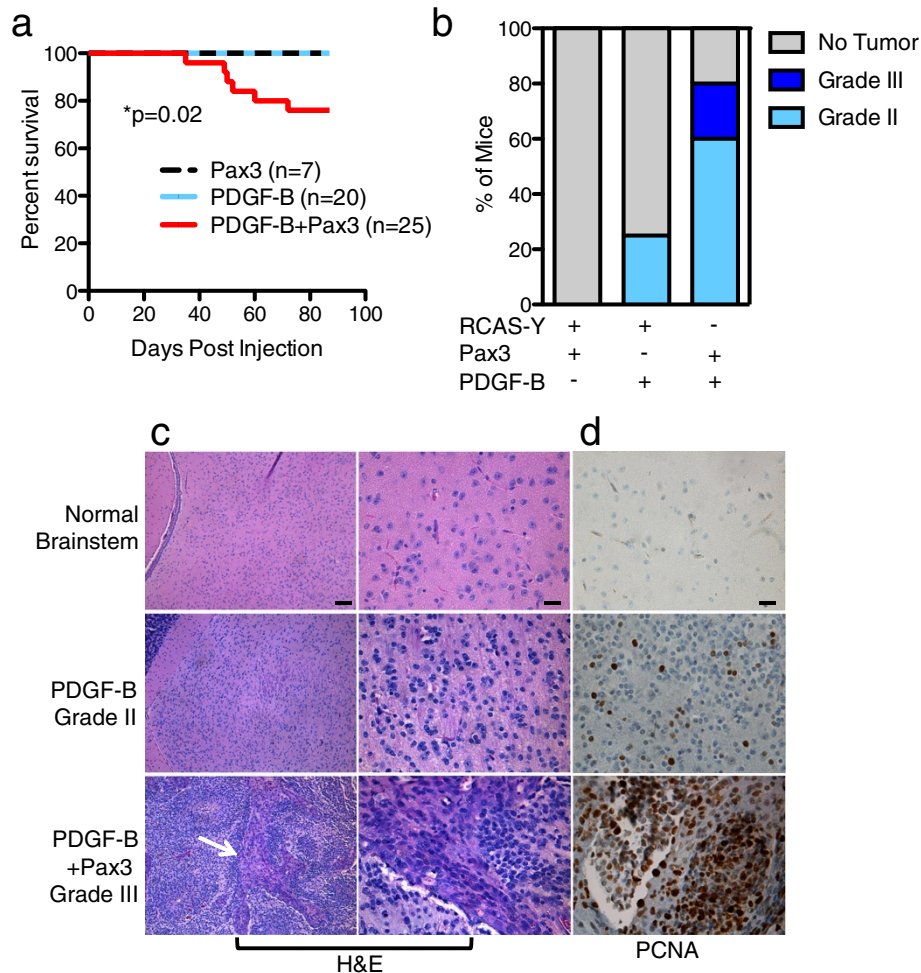 a
Percent survival
100
80
60
40
20
0
0 20 40 60 80 100
Days Post Injection
*p=0.02
Pax3 (n=7)
PDGF-B (n=20)
PDGF-B+Pax3 (n=25)
b
% of Mice
100
80
60
40
20
0
No Tumor
Grade III
Grade II
RCAS-Y + + -
Pax3 + - +
PDGF-B - + +
c
d
Normal
Brainstem
PDGF-B
Grade II
PDGF-B
+Pax3
Grade III
H&E
PCNA